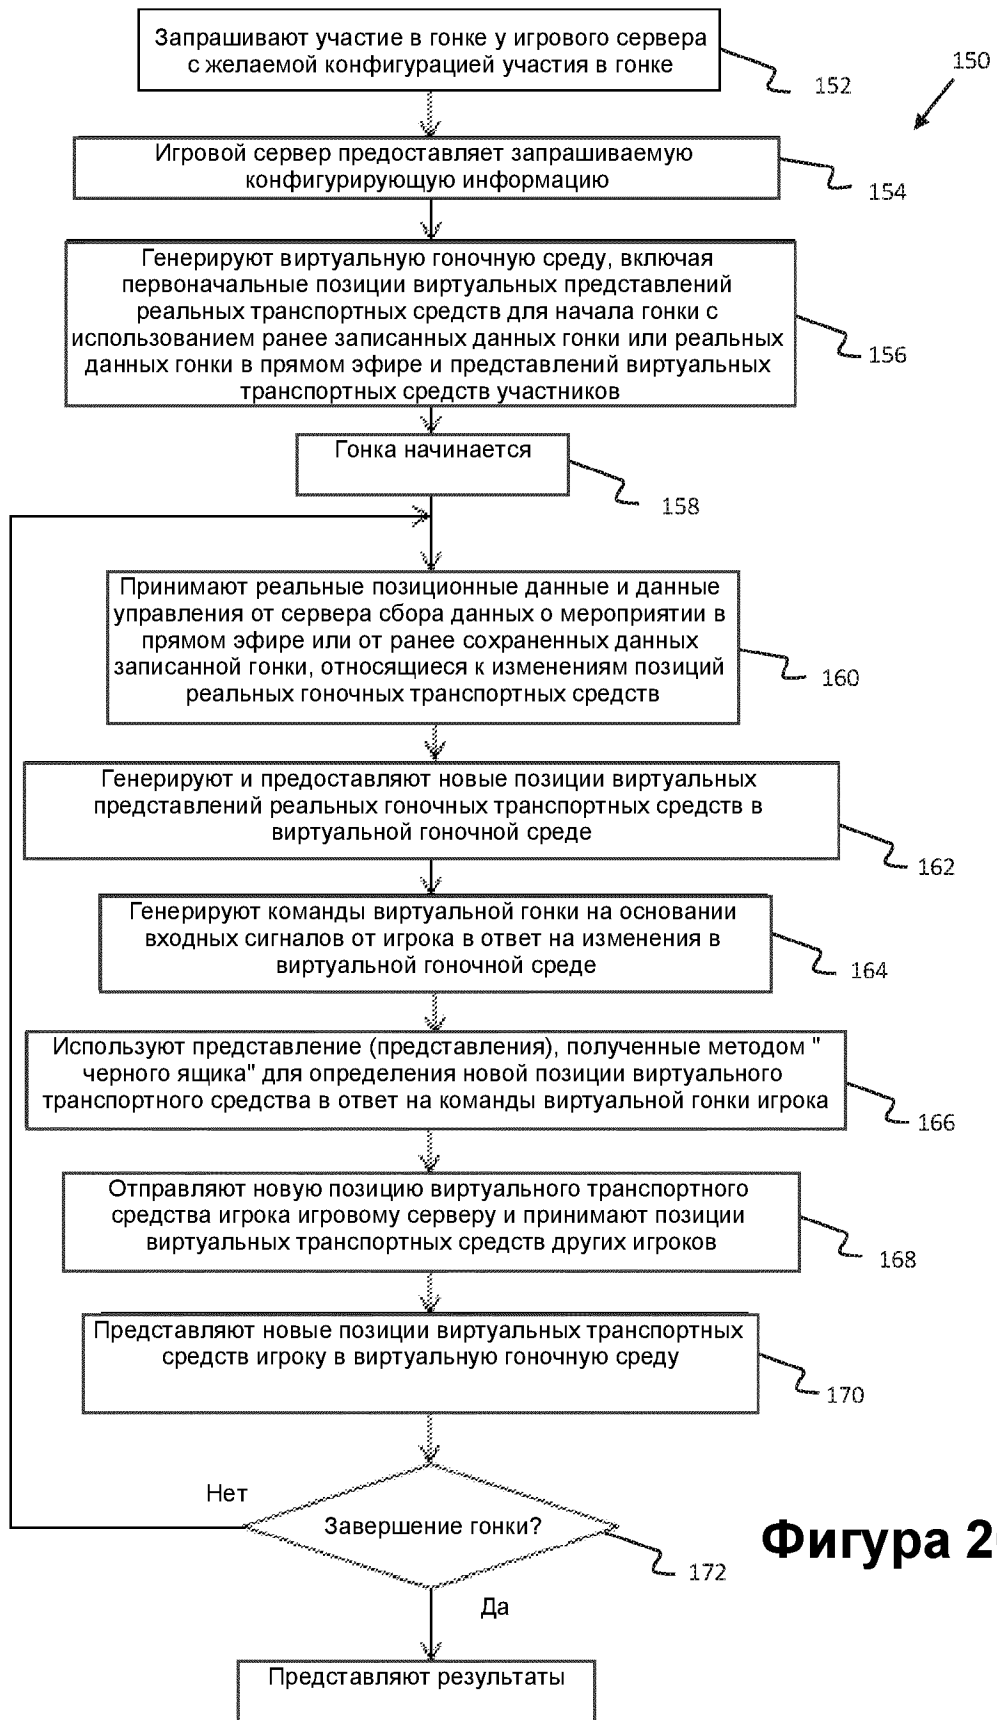 Запрашивают участие в гонке у игрового сервера
с желаемой конфигурацией участия в гонке
152
150
Игровой сервер предоставляет запрашиваемую
конфигурирующую информацию
154
Генерируют виртуальную гоночную среду, включая
первоначальные позиции виртуальных представлений
реальных транспортных средств для начала гонки с
использованием ранее записанных данных гонки или реальных
данных гонки в прямом эфире и представлений виртуальных
транспортных средств участников
156
Гонка начинается
158
Принимают реальные позиционные данные и данные
управления от сервера сбора данных о мероприятии в
прямом эфире или от ранее сохраненных данных
записанной гонки, относящиеся к изменениям позиций
реальных гоночных транспортных средств
160
Генерируют и предоставляют новые позиции виртуальных
представлений реальных гоночных транспортных средств в
виртуальной гоночной среде
162
Генерируют команды виртуальной гонки на основании
входных сигналов от игрока в ответ на изменения в
виртуальной гоночной среде
164
Используют представление (представления), полученные методом "
черного ящика" для определения новой позиции виртуального
транспортного средства в ответ на команды виртуальной гонки игрока
166
Отправляют новую позицию виртуального транспортного
средства игрока игровому серверу и принимают позиции
виртуальных транспортных средств других игроков
168
Представляют новые позиции виртуальных транспортных
средств игроку в виртуальную гоночную среду
170
Нет
Завершение гонки?
172
Фигура 2
Да
Представляют результаты